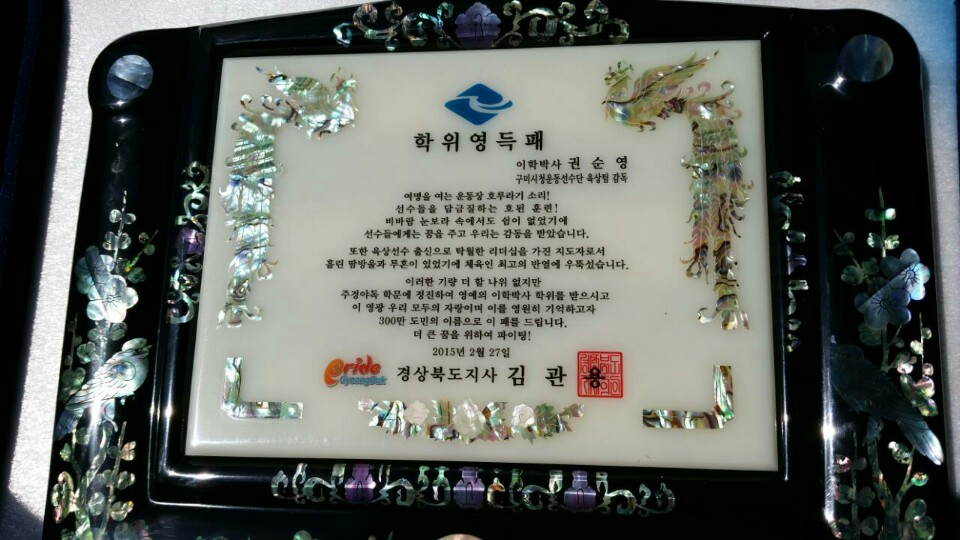 학위영득패
이학박사 권순영
구미시청운동선수단 육상팀 감독
여명을 여는 운동장 호루라기 소리!
선수들을 담금질하는 호된 훈련!
비바람 눈보라 속에서도 쉼이 없었기에
선수들에게는 꿈을 주고 우리는 감동을 받았습니다.
또한 육상선수 출신으로 탁월한 리더십을 가진 지도자로서
흘린 땀방울과 투혼이 있었기에 체육인 최고의 반열에 우뚝섰습니다.
이러한 기량 더 할 나위 없지만
주경야독 학문에 정진하여 영예의 이학박사 학위를 받으시고
이 영광 우리 모두의 자랑이며 이를 영원히 기억하고자
300만 도민의 이름으로 이 패를 드립니다.
더 큰 꿈을 위하여 파이팅!
2015년 2월 27일
Pride GyeongBuk
경상북도지사 김관용